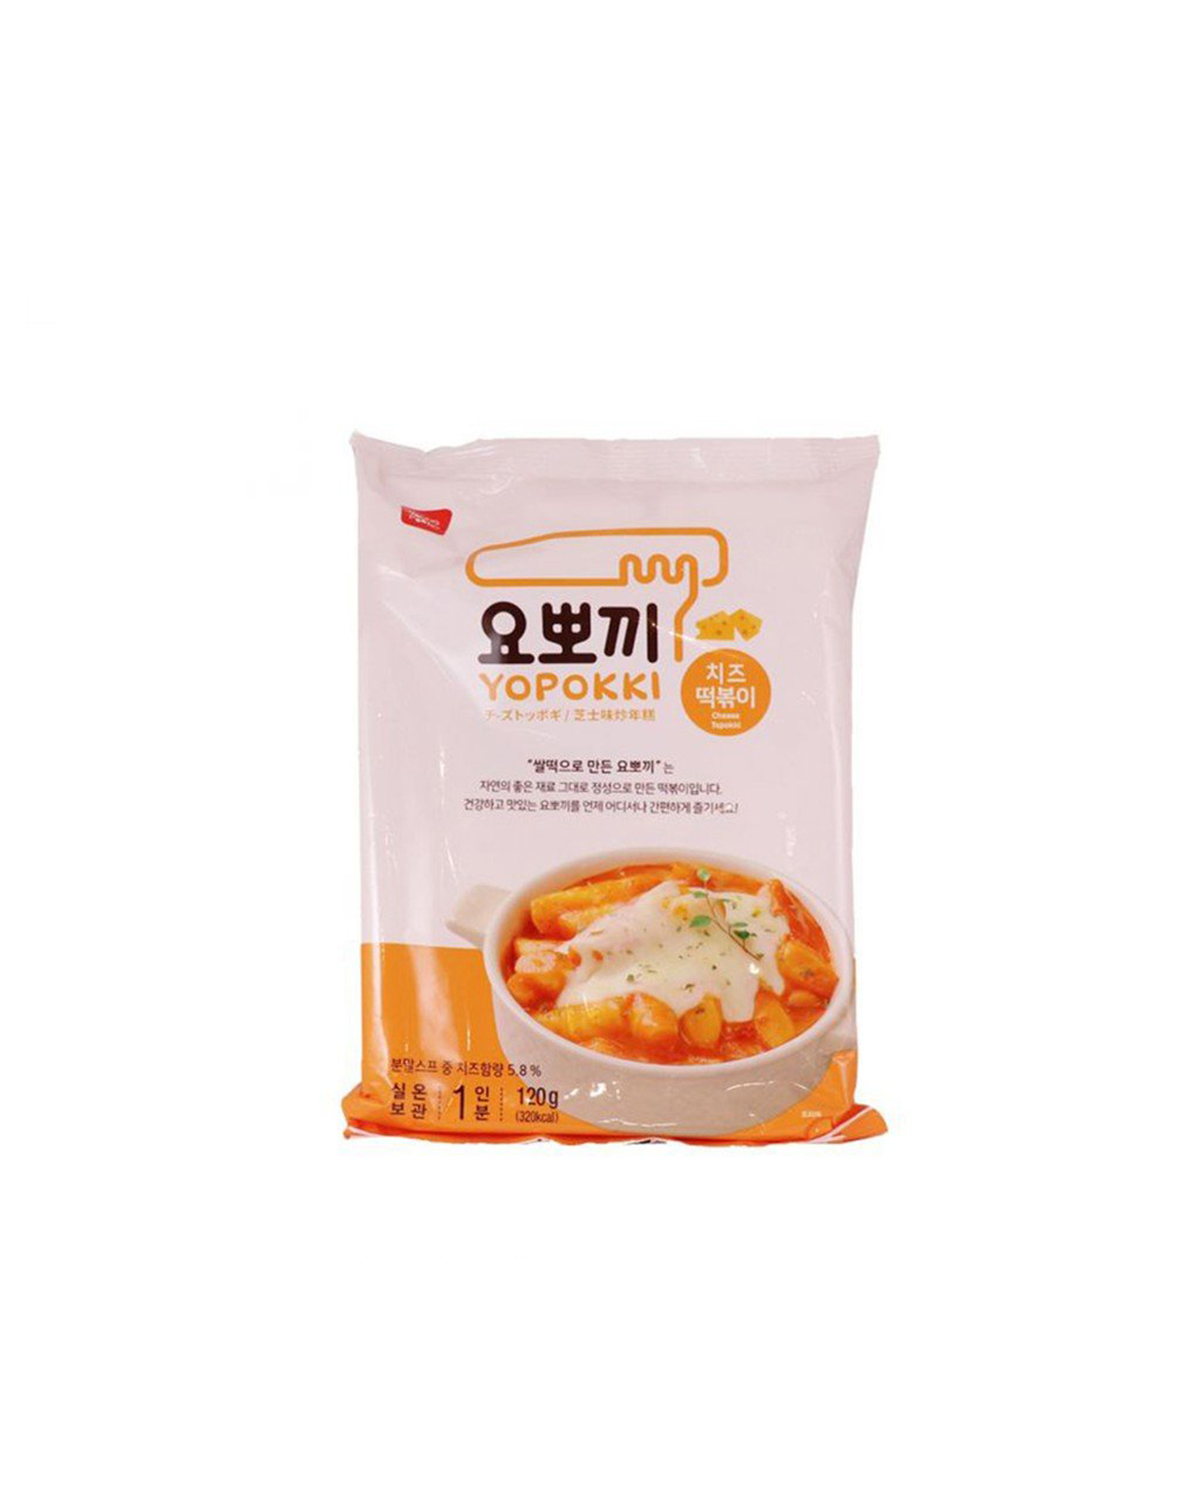 요뽀끼
YOPOKKI
チーズトッポギ / 芝士味炒年糕
치즈
떡볶이
Cheese
Topokki
"쌀떡으로 만든 요뽀끼"는
자연의 좋은 재료 그대로 정성으로 만든 떡볶이입니다.
건강하고 맛있는 요뽀끼를 언제 어디서나 간편하게 즐기세요!
분말스프 중 치즈함량 5.8 %
실온 보관 1인분 120g
(320kcal)